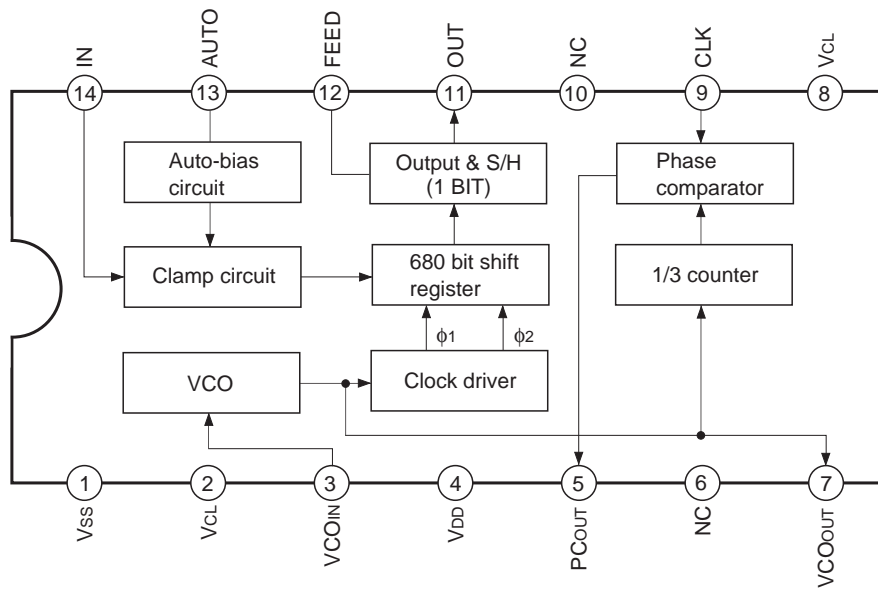 IN
AUTO
FEED
OUT
NC
CLK
VCL
14
13
12
11
10
9
8
Auto-bias
circuit
Output & S/H
(1 BIT)
Phase
comparator
Clamp circuit
680 bit shift
register
1/3 counter
ϕ1
ϕ2
VCO
Clock driver
1
2
3
4
5
6
7
VSS
VCL
VCOIN
VDD
PCOUT
NC
VCOOUT